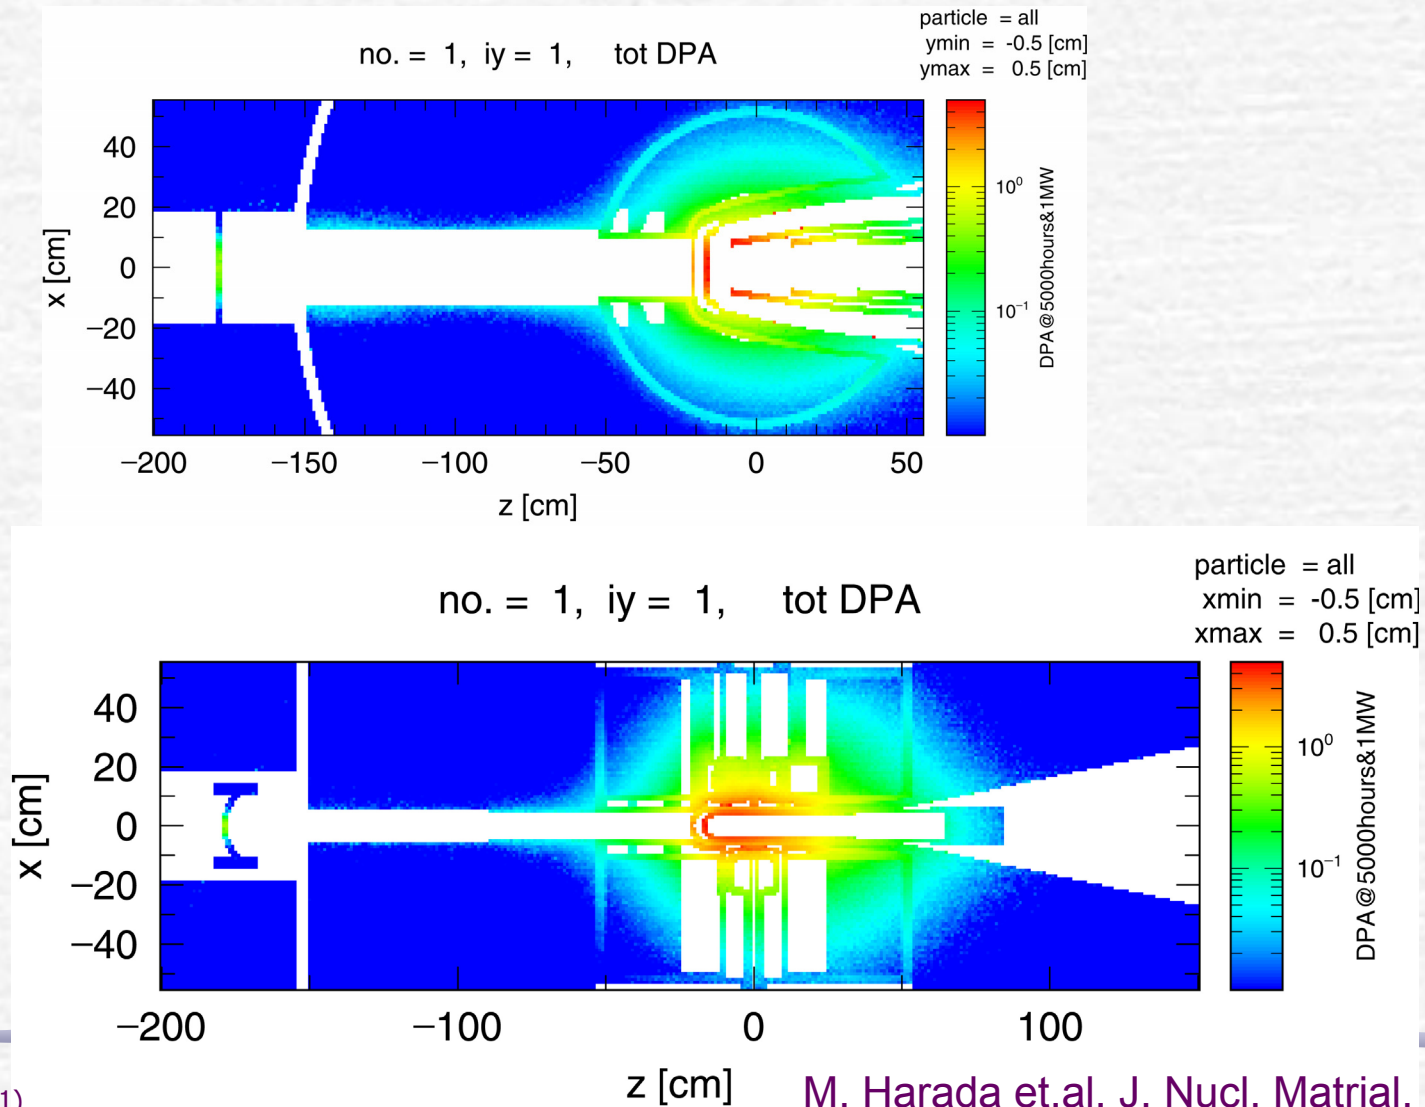 particle = all
ymin = -0.5 [cm]
ymax = 0.5 [cm]
no. = 1, iy = 1, tot DPA
40
20
0
−20
−40
x [cm]
−200 −150 −100 −50 0 50
z [cm]
10⁰
10⁻¹
DPA@5000hours&1MW
particle = all
xmin = -0.5 [cm]
xmax = 0.5 [cm]
no. = 1, iy = 1, tot DPA
40
20
0
−20
−40
x [cm]
−200 −100 0 100
z [cm]
10⁰
10⁻¹
DPA@5000hours&1MW
1)
M. Harada et.al. J. Nucl. Matrial.